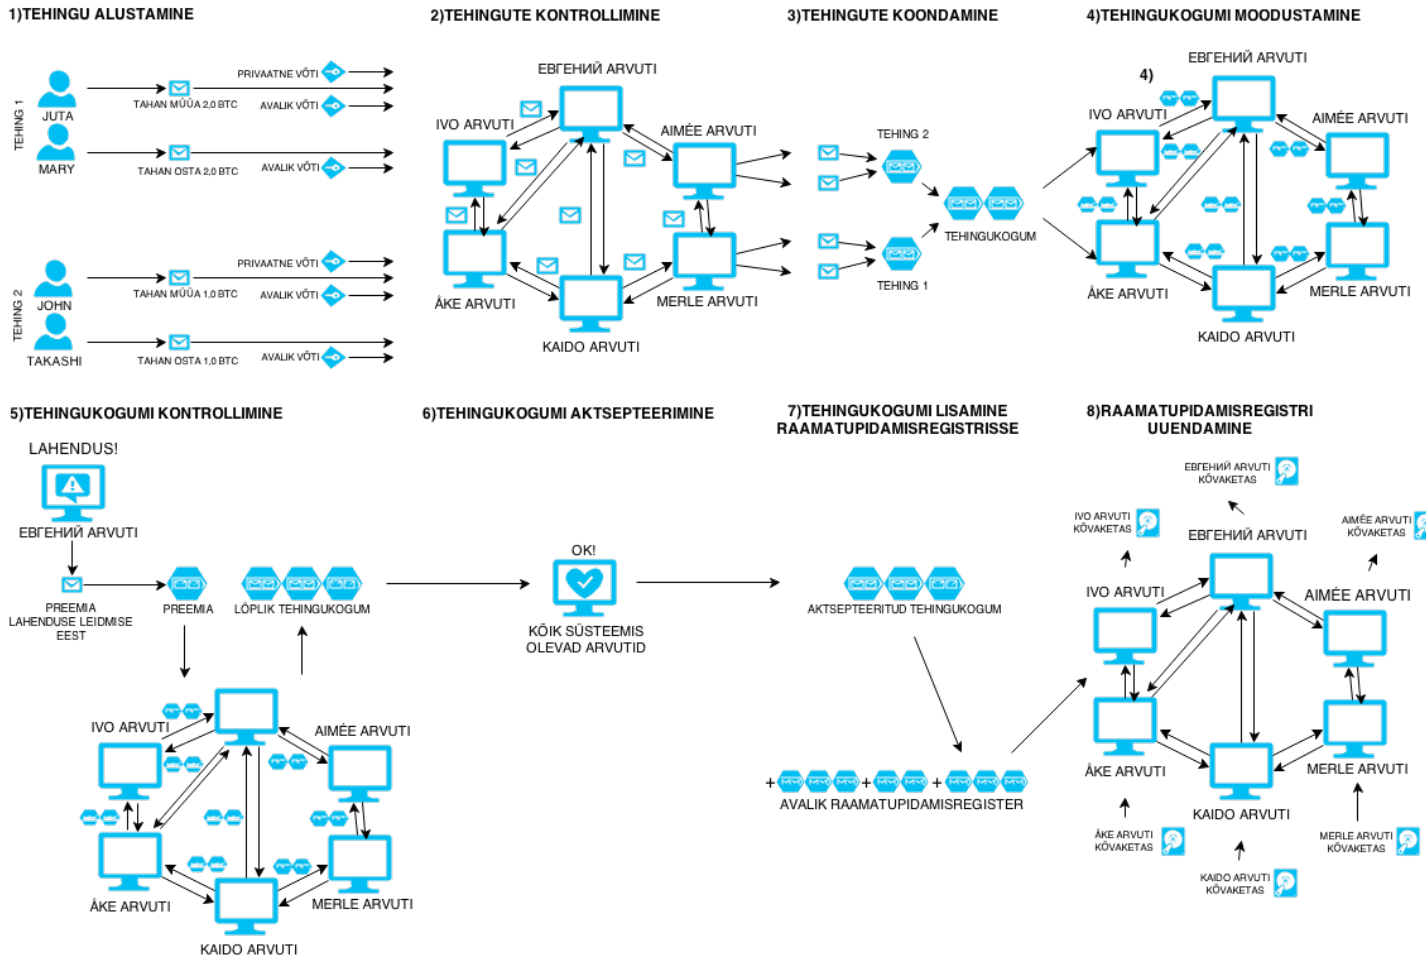 1)TEHINGU ALUSTAMINE
TEHING 1
JUTA
MARY
TAHAN MÜÜA 2,0 BTC
PRIVAATNE VÕTI
AVALIK VÕTI
TAHAN OSTA 2,0 BTC
AVALIK VÕTI
TEHING 2
JOHN
TAKASHI
PRIVAATNE VÕTI
TAHAN MÜÜA 1,0 BTC
AVALIK VÕTI
TAHAN OSTA 1,0 BTC
AVALIK VÕTI
2)TEHINGUTE KONTROLLIMINE
ЕВГЕНИЙ ARVUTI
IVO ARVUTI
AIMÉE ARVUTI
ÅKE ARVUTI
MERLE ARVUTI
KAIDO ARVUTI
3)TEHINGUTE KOONDAMINE
TEHING 2
TEHINGUKOGUM
TEHING 1
4)TEHINGUKOGUMI MOODUSTAMINE
ЕВГЕНИЙ ARVUTI
4)
IVO ARVUTI
AIMÉE ARVUTI
ÅKE ARVUTI
MERLE ARVUTI
KAIDO ARVUTI
5)TEHINGUKOGUMI KONTROLLIMINE
LAHENDUS!
ЕВГЕНИЙ ARVUTI
PREEMIA
LAHENDUSE LEIDMISE
EEST
PREEMIA
LÕPLIK TEHINGUKOGUM
IVO ARVUTI
AIMÉE ARVUTI
ÅKE ARVUTI
MERLE ARVUTI
KAIDO ARVUTI
6)TEHINGUKOGUMI AKTSEPTEERIMINE
OK!
KÕIK SÜSTEEMIS
OLEVAD ARVUTID
7)TEHINGUKOGUMI LISAMINE
RAAMATUPIDAMISREGISTRISSE
AKTSEPTEERITUD TEHINGUKOGUM
+ + +
AVALIK RAAMATUPIDAMISREGISTER
8)RAAMATUPIDAMISREGISTRI
UUENDAMINE
ЕВГЕНИЙ ARVUTI
KÕVAKETAS
IVO ARVUTI
KÕVAKETAS
AIMÉE ARVUTI
KÕVAKETAS
ЕВГЕНИЙ ARVUTI
IVO ARVUTI
AIMÉE ARVUTI
ÅKE ARVUTI
MERLE ARVUTI
KAIDO ARVUTI
ÅKE ARVUTI
KÕVAKETAS
MERLE ARVUTI
KÕVAKETAS
KAIDO ARVUTI
KÕVAKETAS